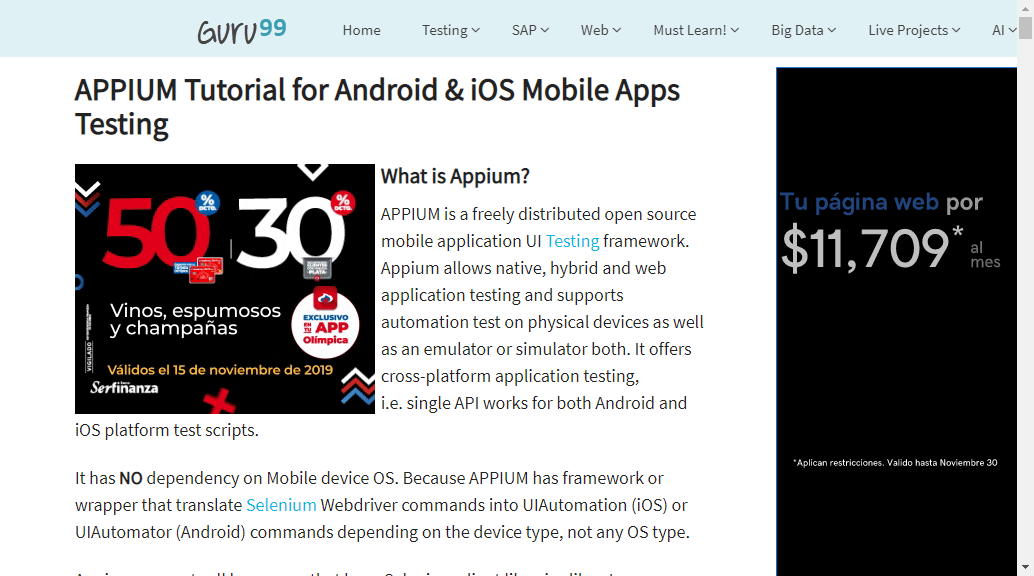 Guru99
Home
Testing
SAP
Web
Must Learn!
Big Data
Live Projects
AI
APPIUM Tutorial for Android & iOS Mobile Apps
Testing
50 % DCTO.
30 % DCTO.
Vinos, espumosos
y champañas
EXCLUSIVO
EN TU APP
Olímpica
Válidos el 15 de noviembre de 2019
VIGILADO
Serfinanza
What is Appium?
APPIUM is a freely distributed open source
mobile application UI Testing framework.
Appium allows native, hybrid and web
application testing and supports
automation test on physical devices as well
as an emulator or simulator both. It offers
cross-platform application testing,
i.e. single API works for both Android and
iOS platform test scripts.
It has NO dependency on Mobile device OS. Because APPIUM has framework or
wrapper that translate Selenium Webdriver commands into UIAutomation (iOS) or
UIAutomator (Android) commands depending on the device type, not any OS type.
Tu página web por
$11,709* al
mes
*Aplican restricciones. Valido hasta Noviembre 30